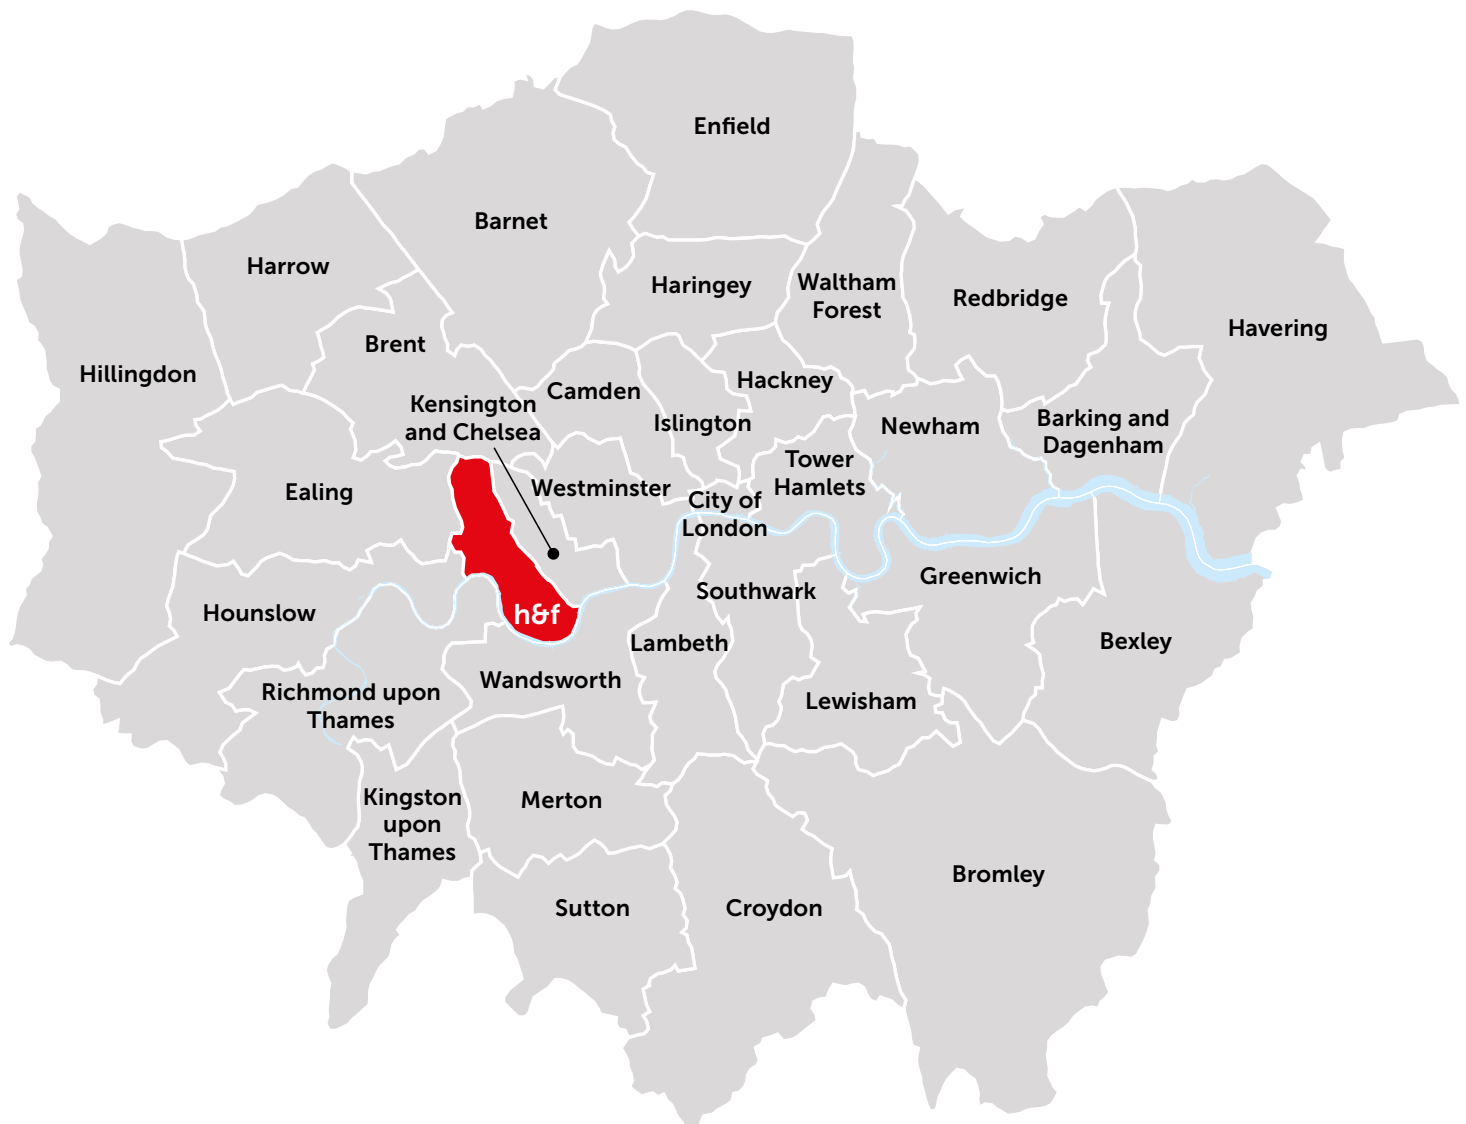 Enfield
Barnet
Harrow
Haringey
Waltham
Forest
Redbridge
Havering
Brent
Hillingdon
Camden
Hackney
Kensington
and Chelsea
Islington
Newham
Barking and
Dagenham
Ealing
Westminster
Tower
Hamlets
City of
London
Greenwich
Southwark
Hounslow
h&f
Lambeth
Bexley
Wandsworth
Richmond upon
Thames
Lewisham
Kingston
upon
Thames
Merton
Bromley
Sutton
Croydon